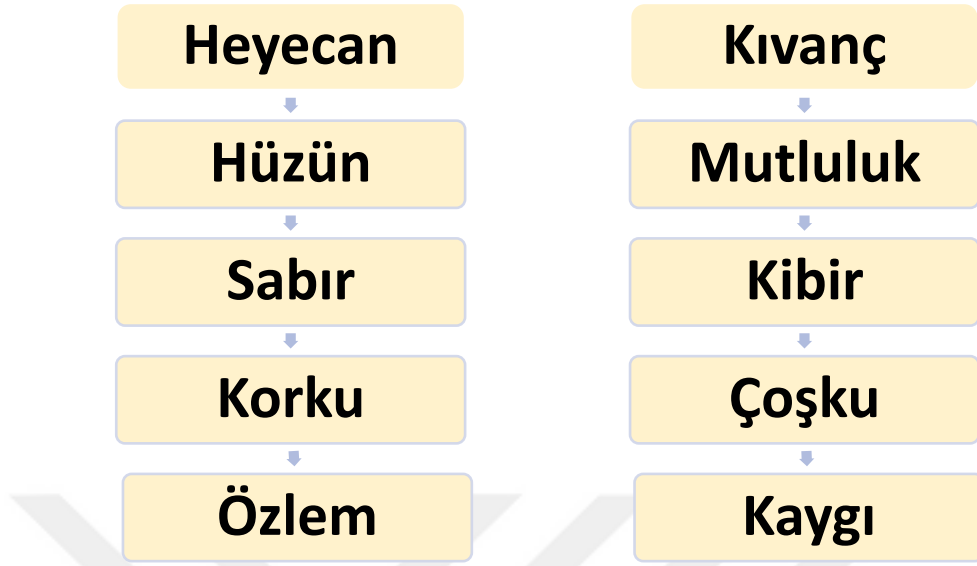 Heyecan
Hüzün
Sabır
Korku
Özlem
Kıvanç
Mutluluk
Kibir
Çoşku
Kaygı